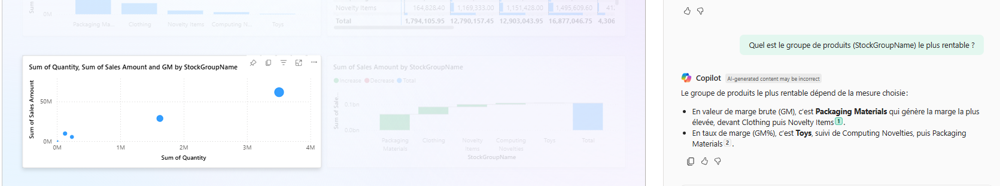 Sum
0M
Packaging Ma...
Clothing
Novelty Items
Computing N...
Toys
Novelty Items 164,828.40 1,169,333.00 1,151,428.00 1,495,609.60 41,
Total 1,794,105.95 12,790,157.45 12,903,043.95 16,877,046.75 4,306
Sum of Quantity, Sum of Sales Amount and GM by StockGroupName
Sum of Sales Amount
50M
0M
0M 1M 2M 3M 4M
Sum of Quantity
Sum of Sales Amount by StockGroupName
Increase Decrease Total
Sum of Sale...
0.1bn
0.0bn
Packaging Materials
Clothing
Novelty Items
Computing Novelties
Toys
Total
StockGroupName
Quel est le groupe de produits (StockGroupName) le plus rentable ?
Copilot AI-generated content may be incorrect
Le groupe de produits le plus rentable dépend de la mesure choisie :
• En valeur de marge brute (GM), c'est Packaging Materials qui génère la marge la plus
élevée, devant Clothing puis Novelty Items 1 .
• En taux de marge (GM%), c'est Toys, suivi de Computing Novelties, puis Packaging
Materials 2 .